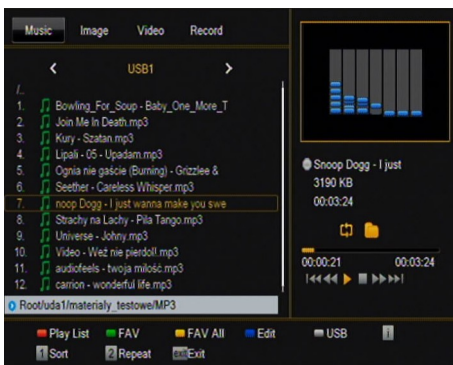 Music Image Video Record
USB1
/..
1. Bowling_For_Soup - Baby_One_More_T
2. Join Me In Death.mp3
3. Kury - Szatan.mp3
4. Lipali - 05 - Upadam.mp3
5. Ognia nie gaście (Burning) - Grizzlee &
6. Seether - Careless Whisper.mp3
7. noop Dogg - I just wanna make you swe
8. Strachy na Lachy - Piła Tango.mp3
9. Universe - Johny.mp3
10. Video - Weź nie pierdol!.mp3
11. audiofeels - twoja miłość.mp3
12. carrion - wonderful life.mp3
Root/uda1/materialy_testowe/MP3
Snoop Dogg - I just
3190 KB
00:03:24
00:00:21 00:03:24
Play List FAV FAV All Edit USB i
1 Sort 2 Repeat EXIT Exit